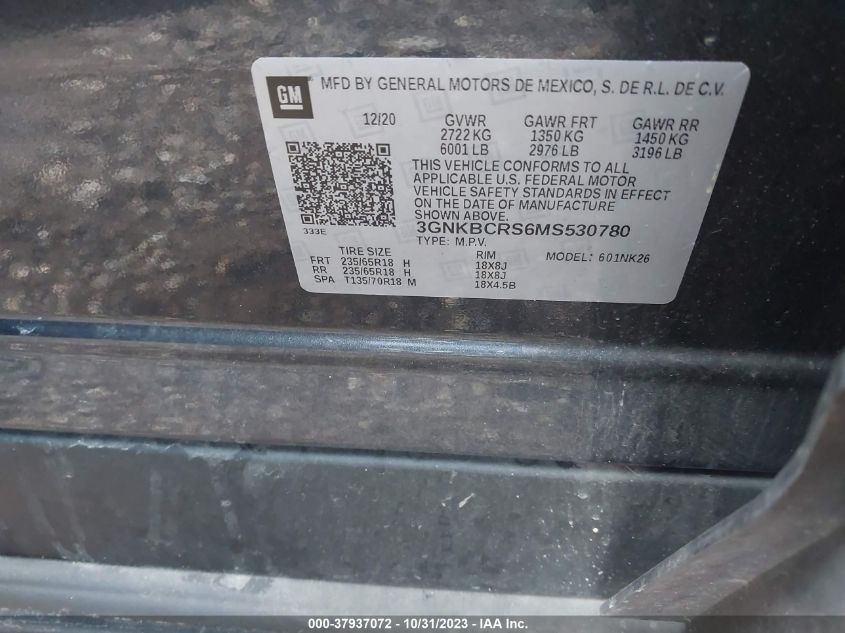 GM
MFD BY GENERAL MOTORS DE MEXICO, S. DE R.L. DE C.V.
12/20
GVWR GAWR FRT GAWR RR
2722 KG 1350 KG 1450 KG
6001 LB 2976 LB 3196 LB
THIS VEHICLE CONFORMS TO ALL
APPLICABLE U.S. FEDERAL MOTOR
VEHICLE SAFETY STANDARDS IN EFFECT
ON THE DATE OF MANUFACTURE
SHOWN ABOVE.
333E
3GNKBCRS6MS530780
TYPE: M.P.V.
TIRE SIZE RIM MODEL: 601NK26
FRT 235/65R18 H 18X8J
RR 235/65R18 H 18X8J
SPA T135/70R18 M 18X4.5B
000-37937072 - 10/31/2023 - IAA Inc.